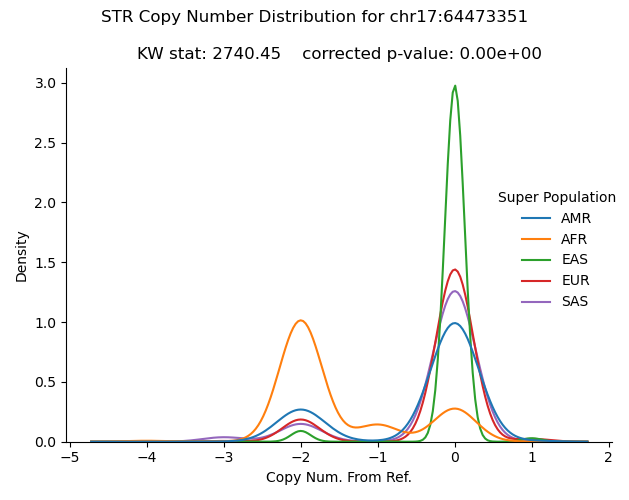 STR Copy Number Distribution for chr17:64473351
KW stat: 2740.45    corrected p-value: 0.00e+00
3.0
2.5
2.0
1.5
1.0
0.5
0.0
Density
Super Population
AMR
AFR
EAS
EUR
SAS
−5 −4 −3 −2 −1 0 1 2
Copy Num. From Ref.